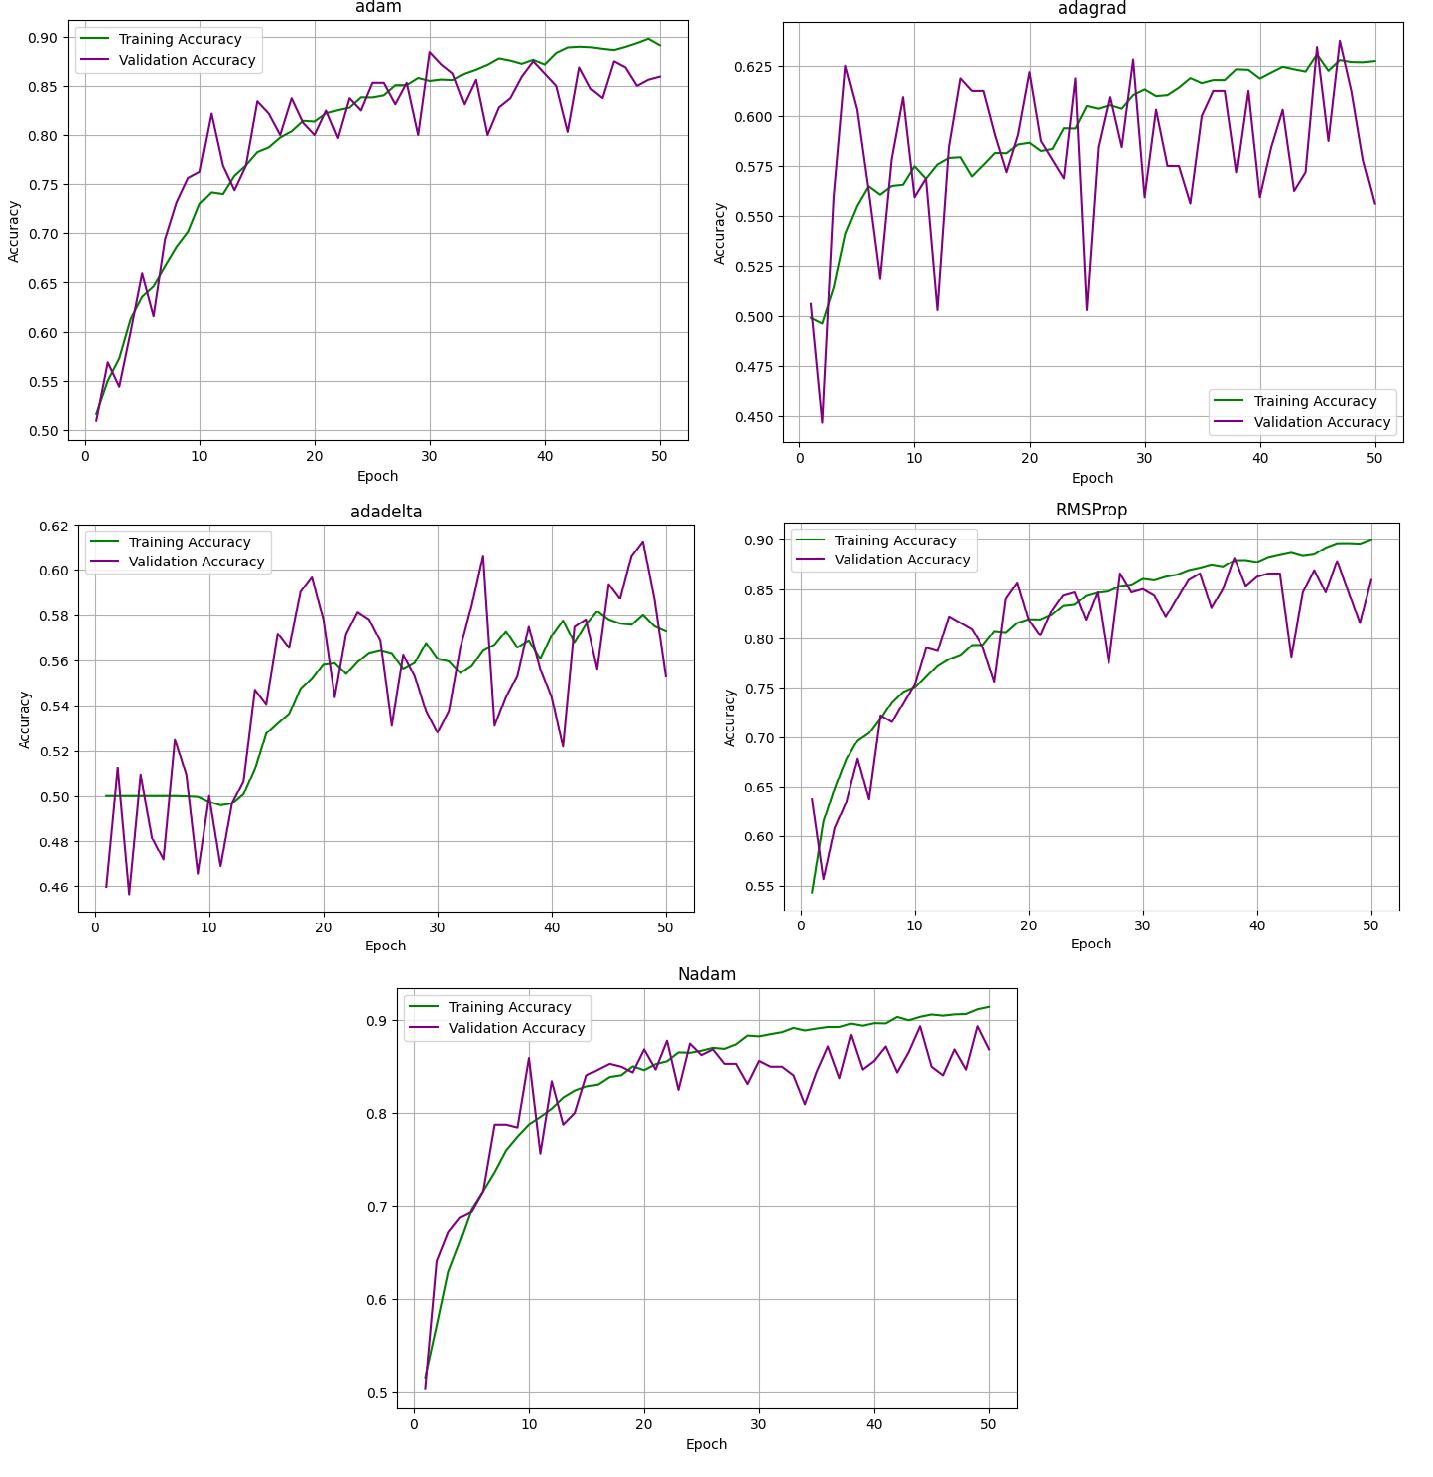 adam
Training Accuracy
Validation Accuracy
0.90
0.85
0.80
0.75
0.70
0.65
0.60
0.55
0.50
Accuracy
0 10 20 30 40 50
Epoch
adagrad
0.625
0.600
0.575
0.550
0.525
0.500
0.475
0.450
Accuracy
Training Accuracy
Validation Accuracy
0 10 20 30 40 50
Epoch
adadelta
Training Accuracy
Validation Accuracy
0.62
0.60
0.58
0.56
0.54
0.52
0.50
0.48
0.46
Accuracy
0 10 20 30 40 50
Epoch
RMSProp
Training Accuracy
Validation Accuracy
0.90
0.85
0.80
0.75
0.70
0.65
0.60
0.55
Accuracy
0 10 20 30 40 50
Epoch
Nadam
Training Accuracy
Validation Accuracy
0.9
0.8
0.7
0.6
0.5
Accuracy
0 10 20 30 40 50
Epoch